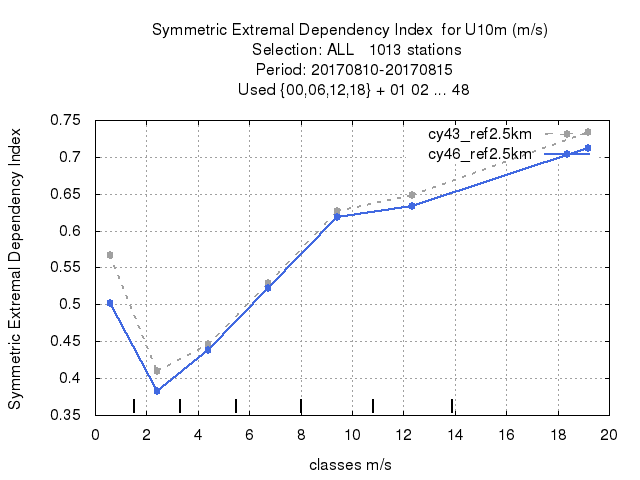 Symmetric Extremal Dependency Index  for U10m (m/s)
Selection: ALL   1013 stations
Period: 20170810-20170815
Used {00,06,12,18} + 01 02 ... 48
Symmetric Extremal Dependency Index
0.75
0.7
0.65
0.6
0.55
0.5
0.45
0.4
0.35
cy43_ref2.5km
cy46_ref2.5km
0 2 4 6 8 10 12 14 16 18 20
classes m/s